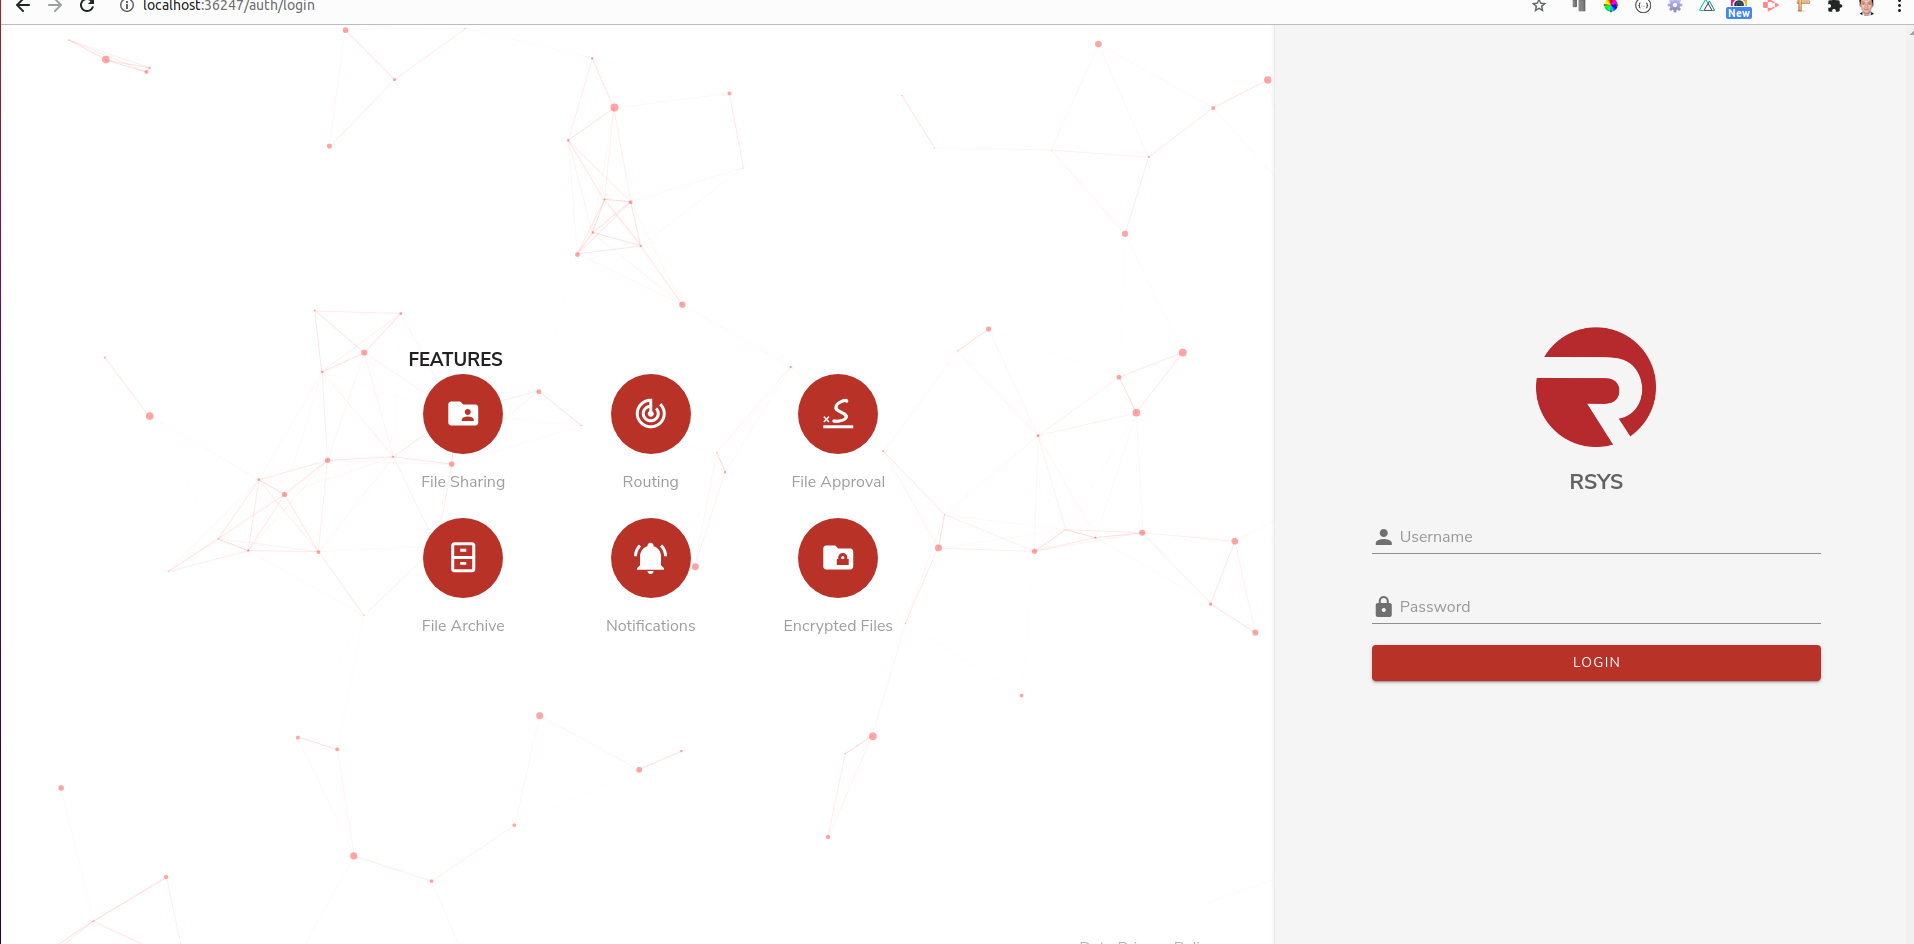 localhost:36247/auth/login
New
FEATURES
File Sharing
Routing
File Approval
File Archive
Notifications
Encrypted Files
RSYS
Username
Password
LOGIN